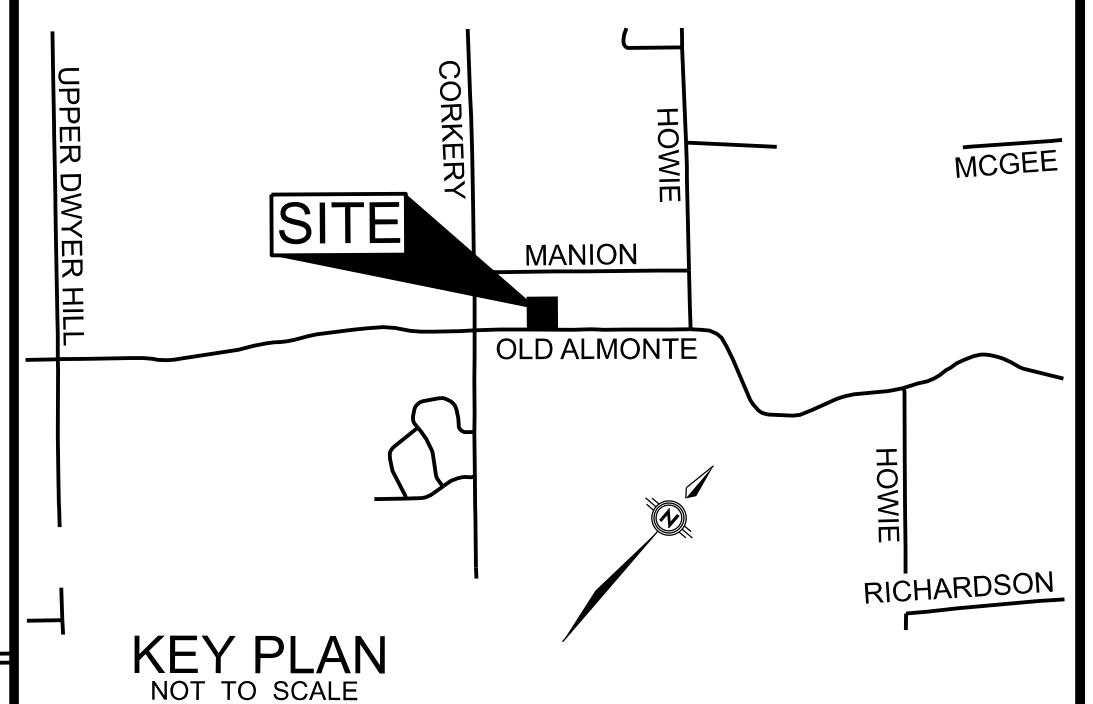 UPPER DWYER HILL
CORKERY
HOWIE
MCGEE
SITE
MANION
OLD ALMONTE
HOWIE
N
RICHARDSON
KEY PLAN
NOT TO SCALE